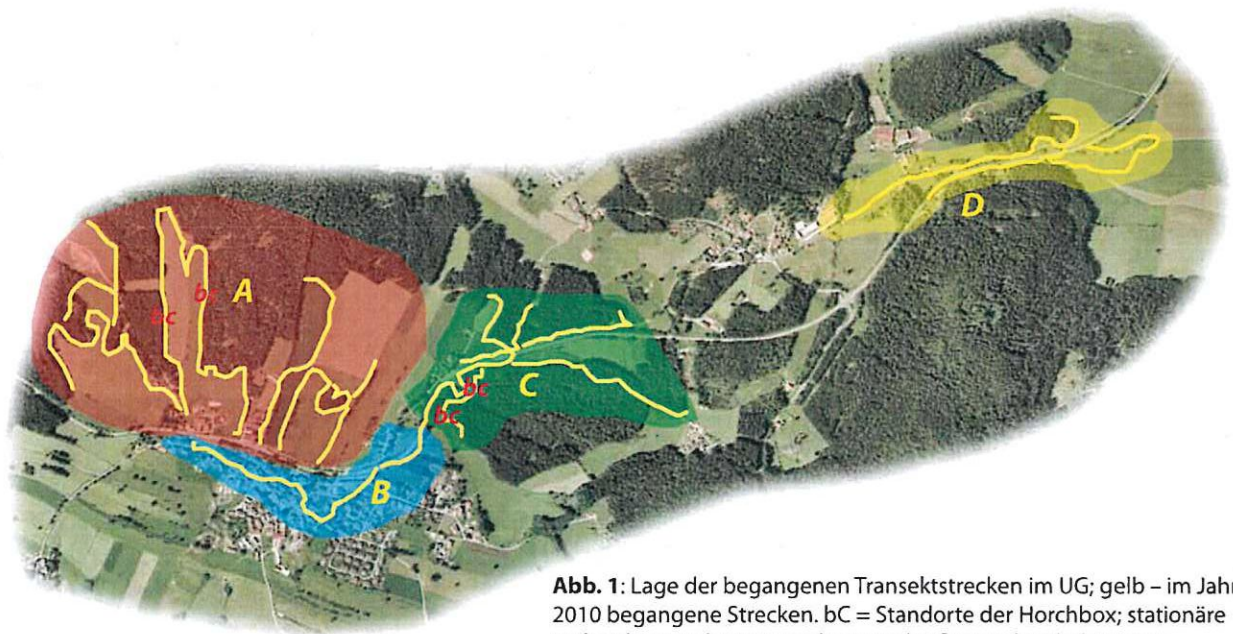 A
bc
bc
D
C
bc
bc
B
Abb. 1: Lage der begangenen Transektstrecken im UG; gelb – im Jahr
2010 begangene Strecken. bC = Standorte der Horchbox; stationäre